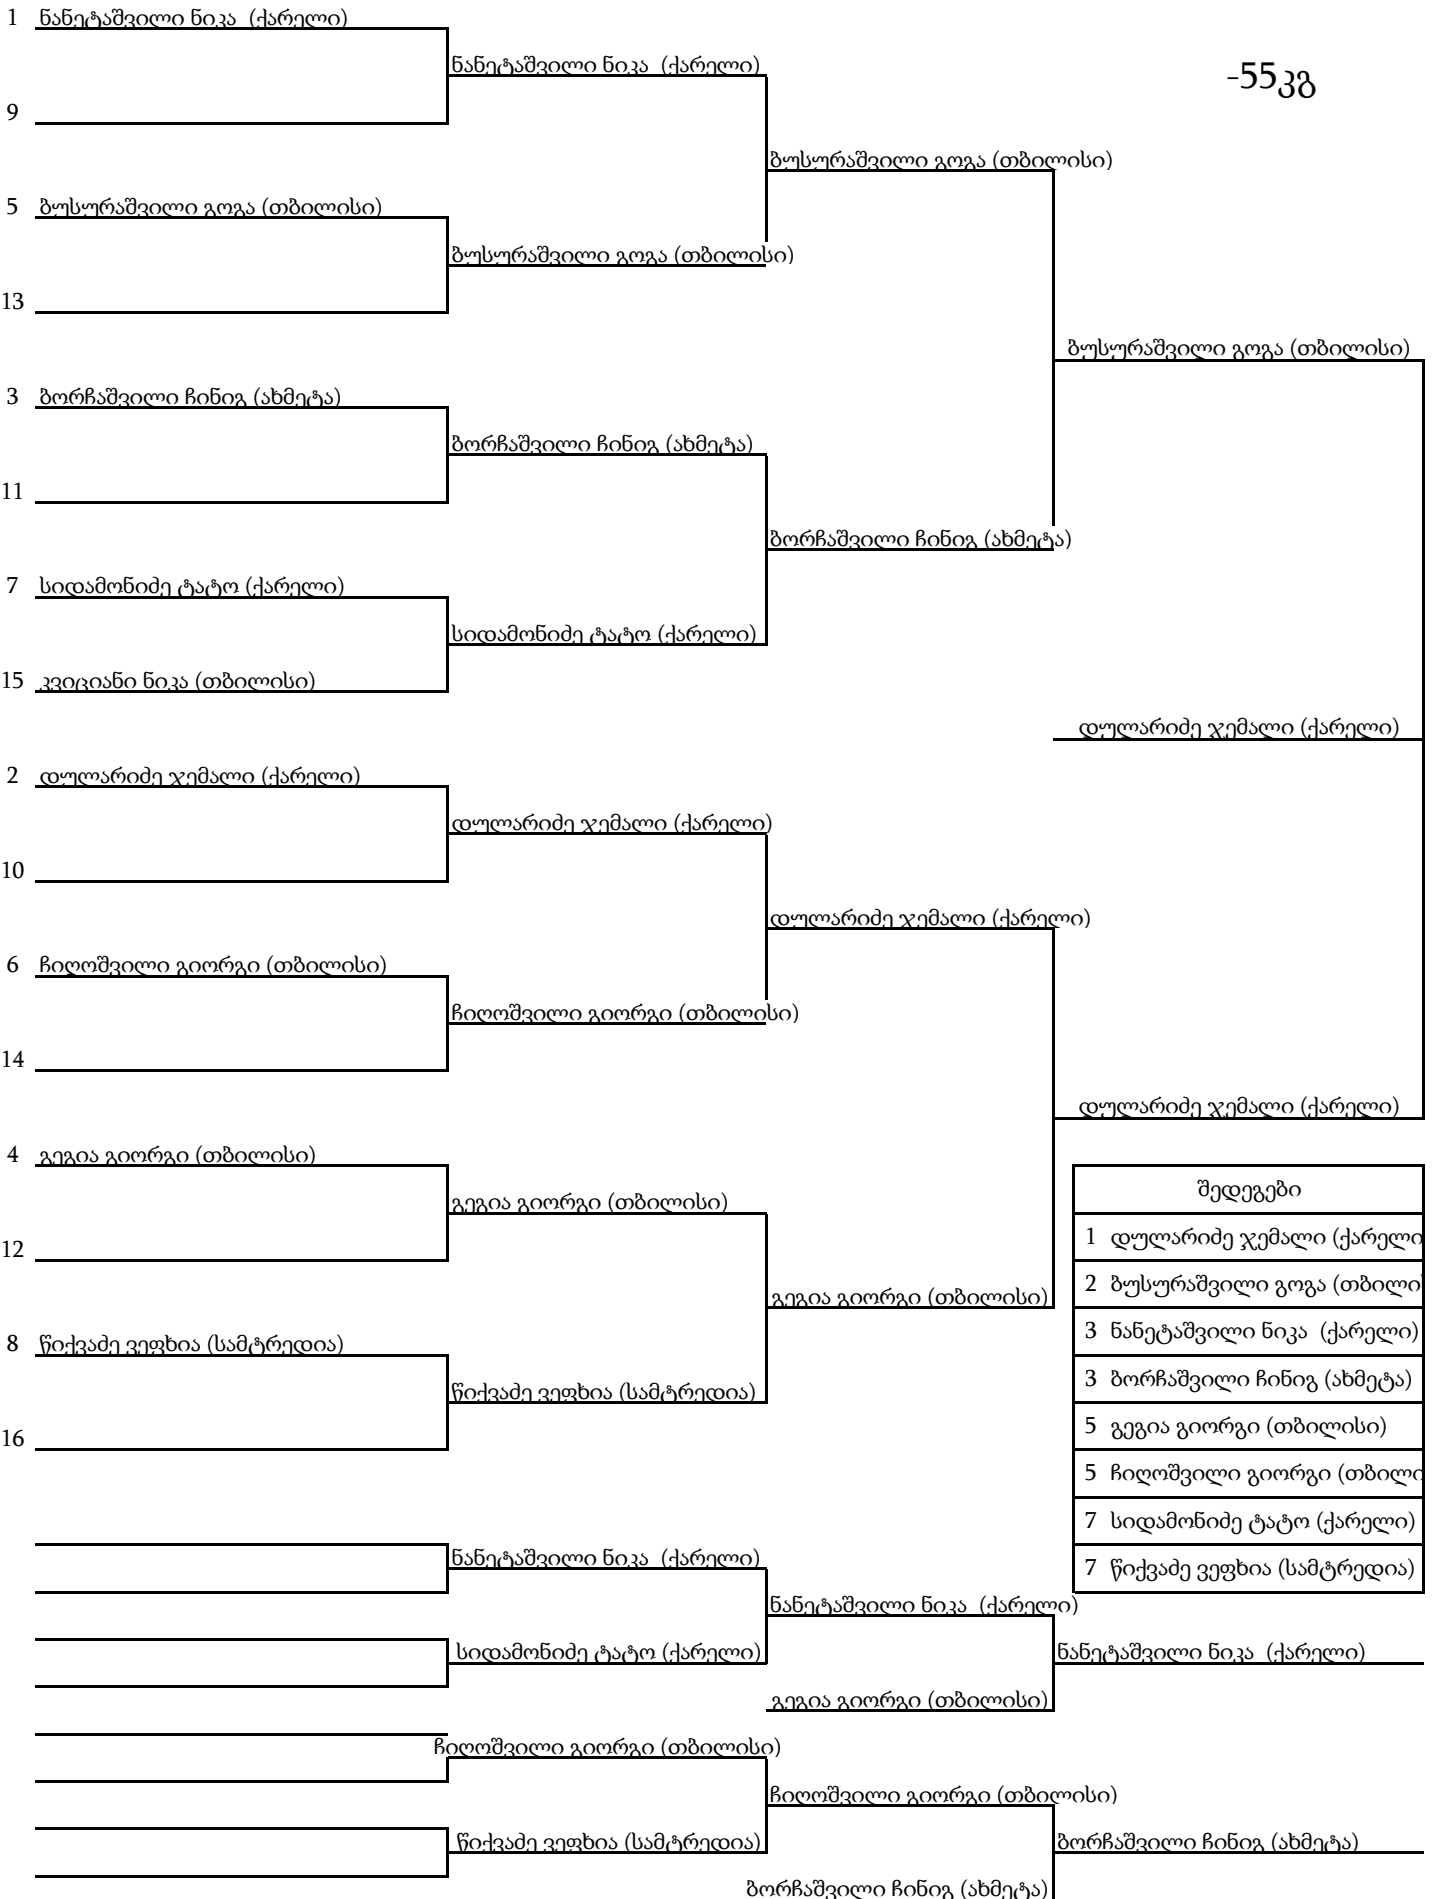 1 ნანეტაშვილი ნიკა (ქარელი)
ნანეტაშვილი ნიკა (ქარელი)
-55კგ
9
ბუსურაშვილი გოგა (თბილისი)
5 ბუსურაშვილი გოგა (თბილისი)
ბუსურაშვილი გოგა (თბილისი)
13
ბუსურაშვილი გოგა (თბილისი)
3 ბორჩაშვილი ჩინიგ (ახმეტა)
ბორჩაშვილი ჩინიგ (ახმეტა)
11
ბორჩაშვილი ჩინიგ (ახმეტა)
7 სიდამონიძე ტატო (ქარელი)
სიდამონიძე ტატო (ქარელი)
15 კვიციანი ნიკა (თბილისი)
დულარიძე ჯემალი (ქარელი)
2 დულარიძე ჯემალი (ქარელი)
დულარიძე ჯემალი (ქარელი)
10
დულარიძე ჯემალი (ქარელი)
6 ჩიღოშვილი გიორგი (თბილისი)
ჩიღოშვილი გიორგი (თბილისი)
14
დულარიძე ჯემალი (ქარელი)
4 გეგია გიორგი (თბილისი)
გეგია გიორგი (თბილისი)
12
გეგია გიორგი (თბილისი)
8 წიქვაძე ვეფხია (სამტრედია)
წიქვაძე ვეფხია (სამტრედია)
16
შედეგები
1 დულარიძე ჯემალი (ქარელი
2 ბუსურაშვილი გოგა (თბილი
3 ნანეტაშვილი ნიკა (ქარელი)
3 ბორჩაშვილი ჩინიგ (ახმეტა)
5 გეგია გიორგი (თბილისი)
5 ჩიღოშვილი გიორგი (თბილი
7 სიდამონიძე ტატო (ქარელი)
7 წიქვაძე ვეფხია (სამტრედია)
ნანეტაშვილი ნიკა (ქარელი)
ნანეტაშვილი ნიკა (ქარელი)
სიდამონიძე ტატო (ქარელი)
ნანეტაშვილი ნიკა (ქარელი)
გეგია გიორგი (თბილისი)
ჩიღოშვილი გიორგი (თბილისი)
ჩიღოშვილი გიორგი (თბილისი)
წიქვაძე ვეფხია (სამტრედია)
ბორჩაშვილი ჩინიგ (ახმეტა)
ბორჩაშვილი ჩინიგ (ახმეტა)